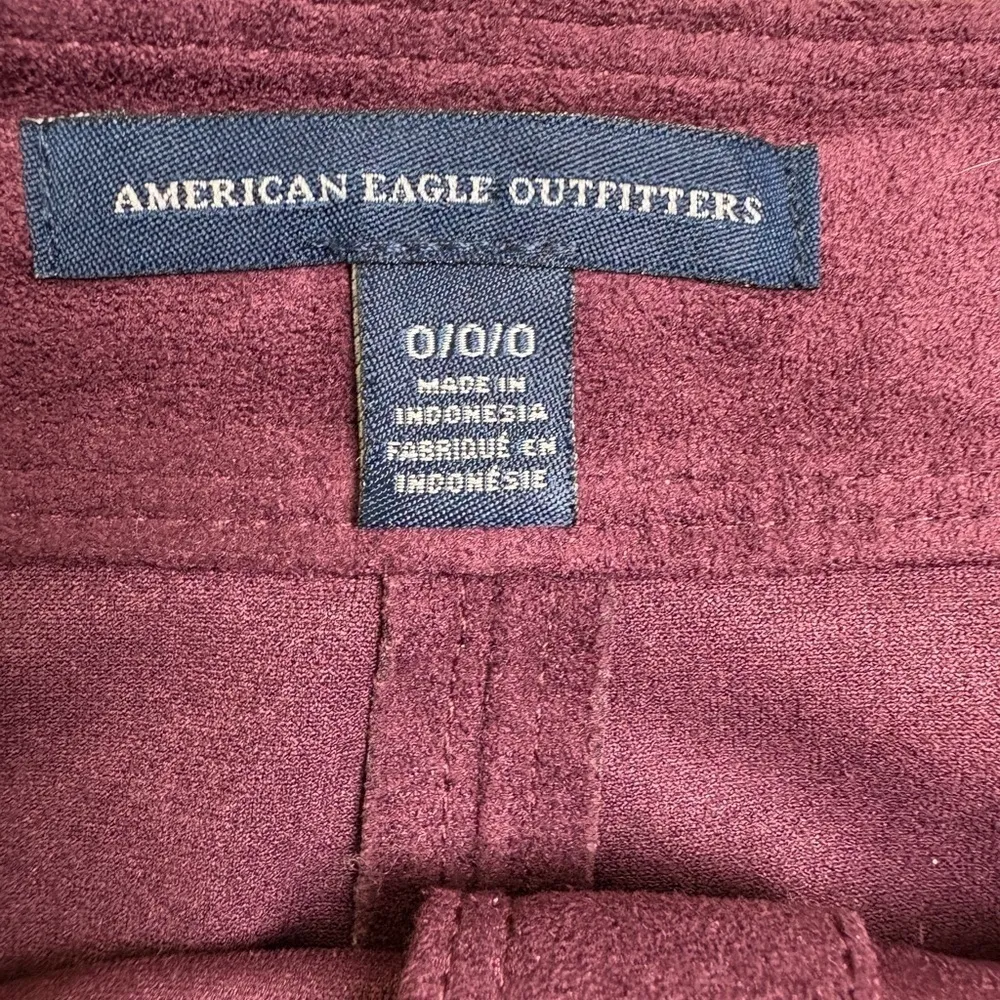 AMERICAN EAGLE OUTFITTERS
0/0/0
MADE IN
INDONESIA
FABRIQUÉ EN
INDONÉSIE